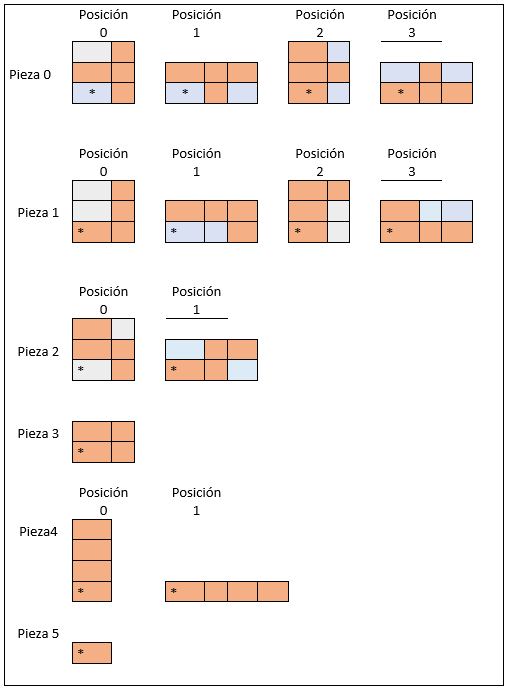 Posición Posición Posición Posición
0 1 2 3
Pieza 0
* * * *
Posición Posición Posición Posición
0 1 2 3
Pieza 1
* * * *
Posición Posición
0 1
Pieza 2
* *
Pieza 3
*
Posición Posición
0 1
Pieza4
* *
Pieza 5
*